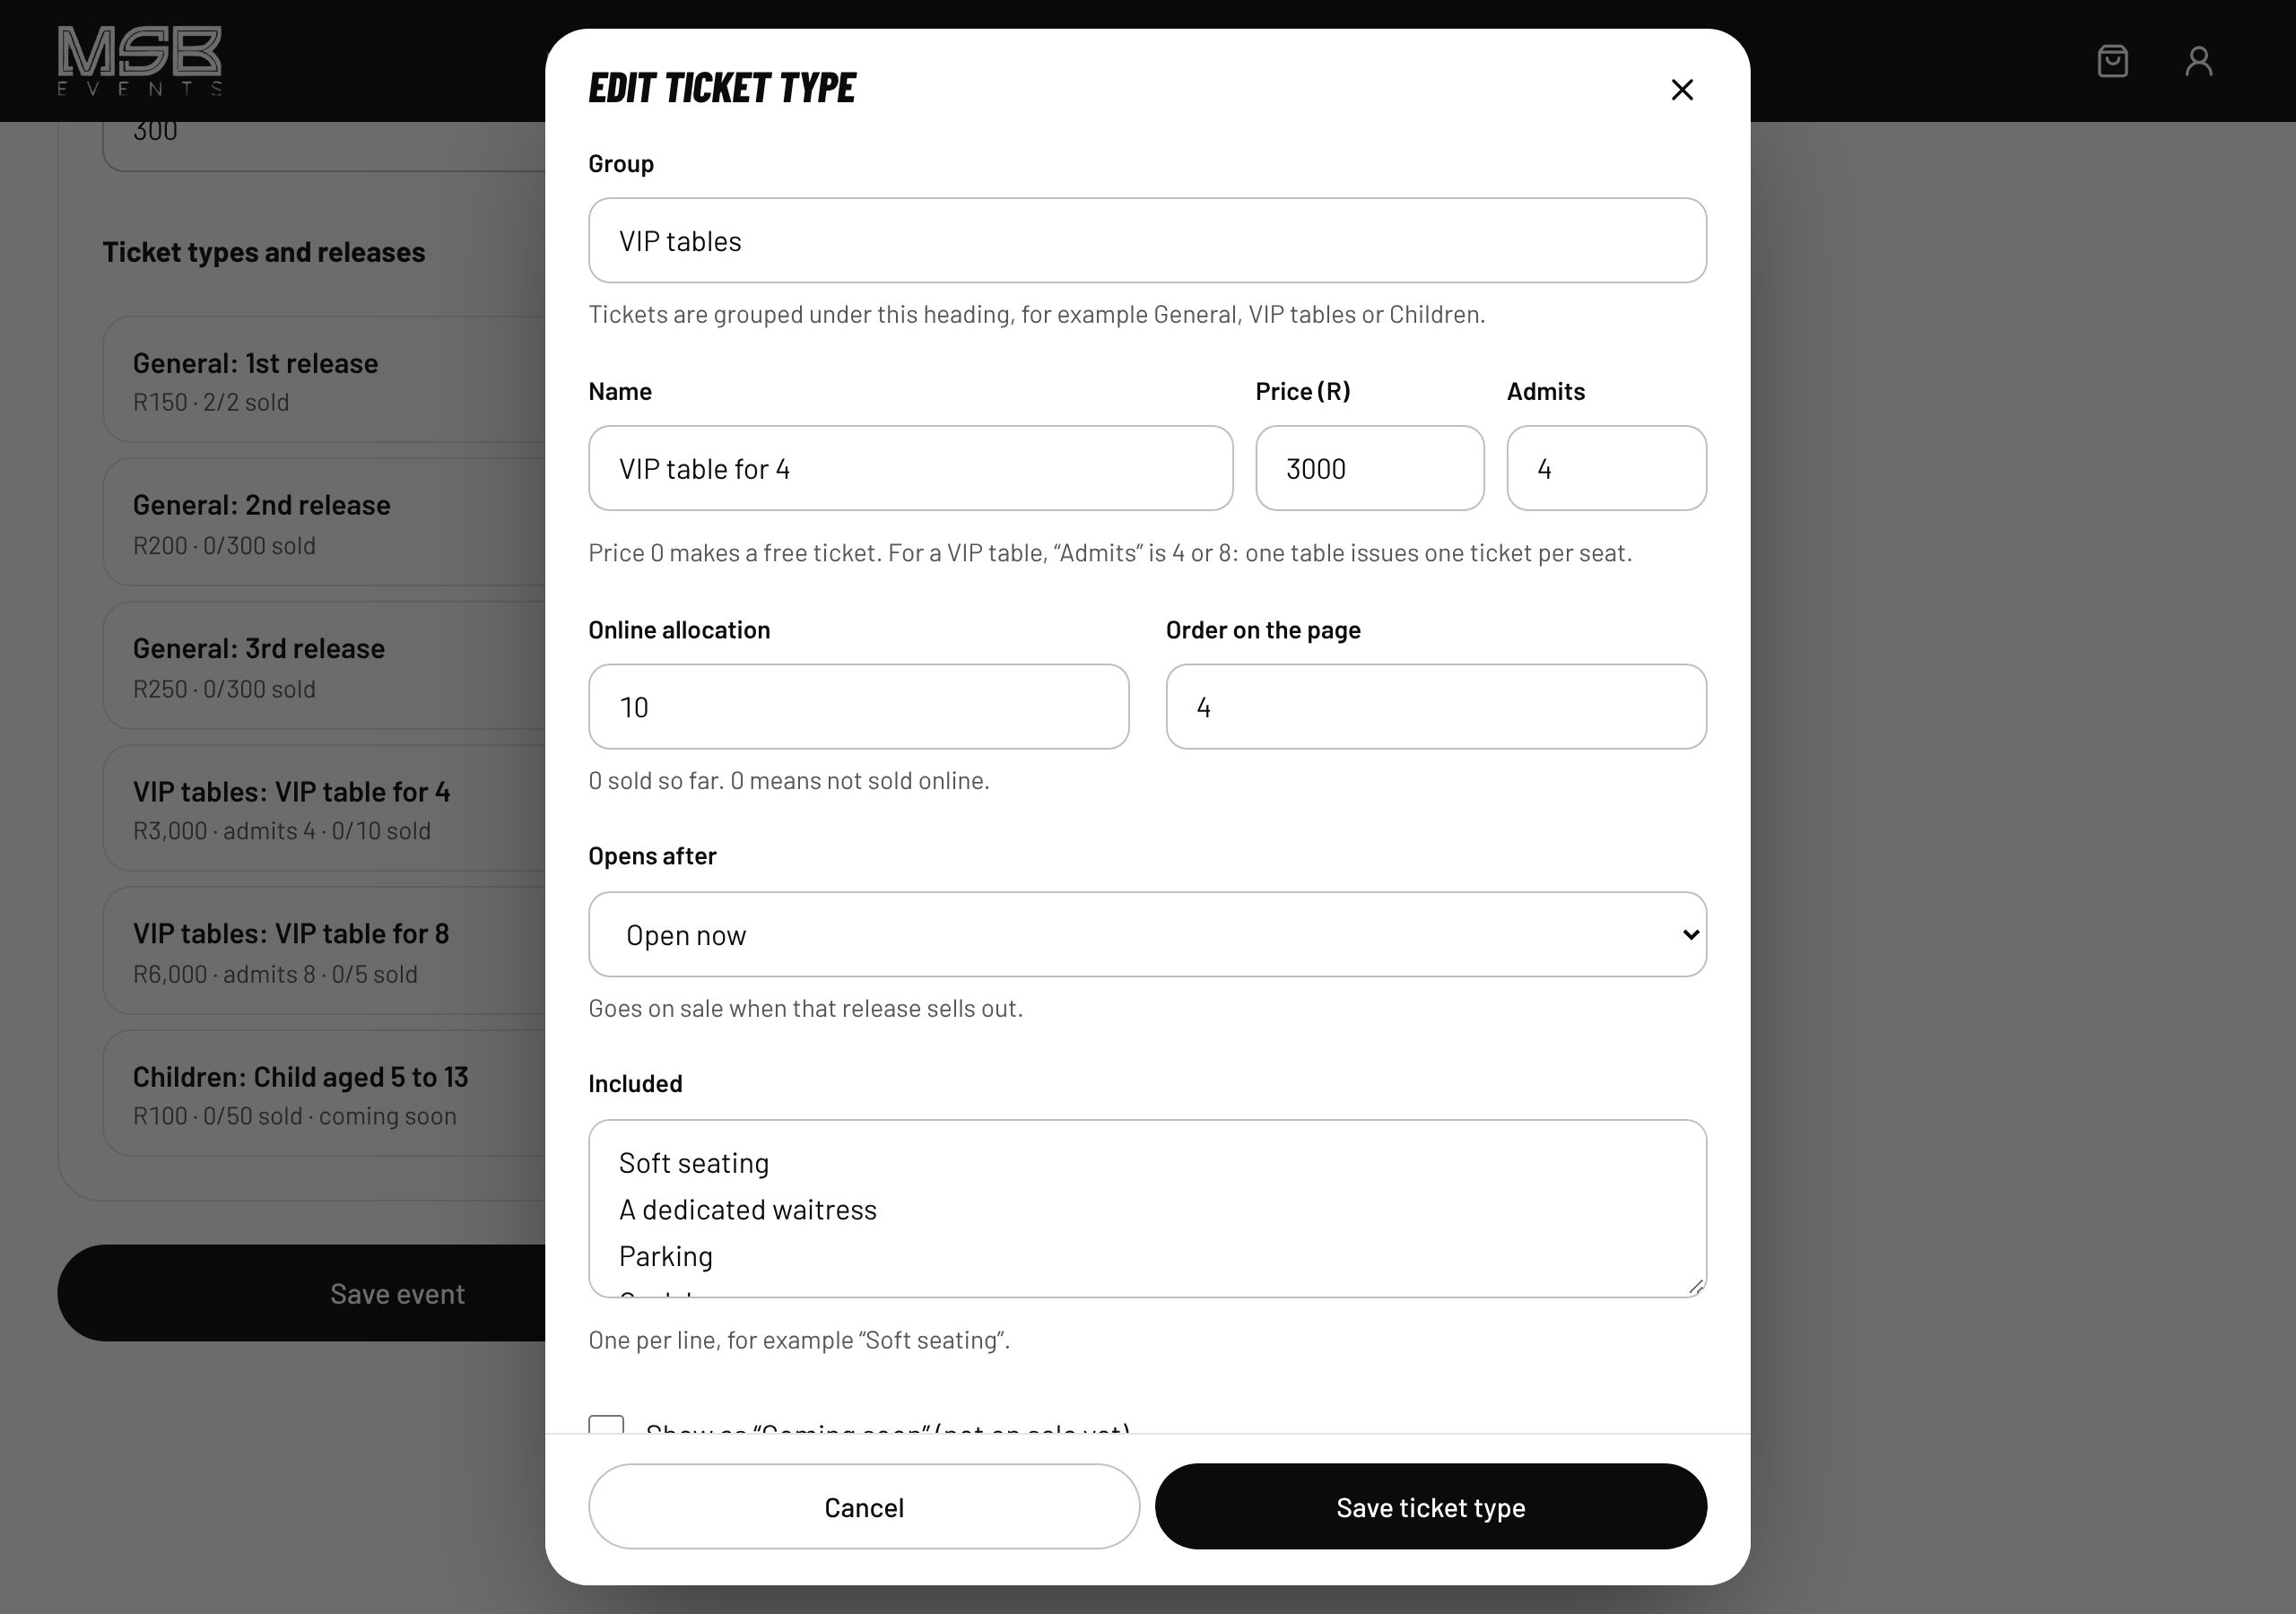 MSB
EVENTS
300
Ticket types and releases
General: 1st release
R150 · 2/2 sold
General: 2nd release
R200 · 0/300 sold
General: 3rd release
R250 · 0/300 sold
VIP tables: VIP table for 4
R3,000 · admits 4 · 0/10 sold
VIP tables: VIP table for 8
R6,000 · admits 8 · 0/5 sold
Children: Child aged 5 to 13
R100 · 0/50 sold · coming soon
Save event
EDIT TICKET TYPE
Group
VIP tables
Tickets are grouped under this heading, for example General, VIP tables or Children.
Name Price (R) Admits
VIP table for 4 3000 4
Price 0 makes a free ticket. For a VIP table, “Admits” is 4 or 8: one table issues one ticket per seat.
Online allocation Order on the page
10 4
0 sold so far. 0 means not sold online.
Opens after
Open now
Goes on sale when that release sells out.
Included
Soft seating
A dedicated waitress
Parking
One per line, for example “Soft seating”.
Show as “Coming soon” (not on sale yet)
Cancel Save ticket type